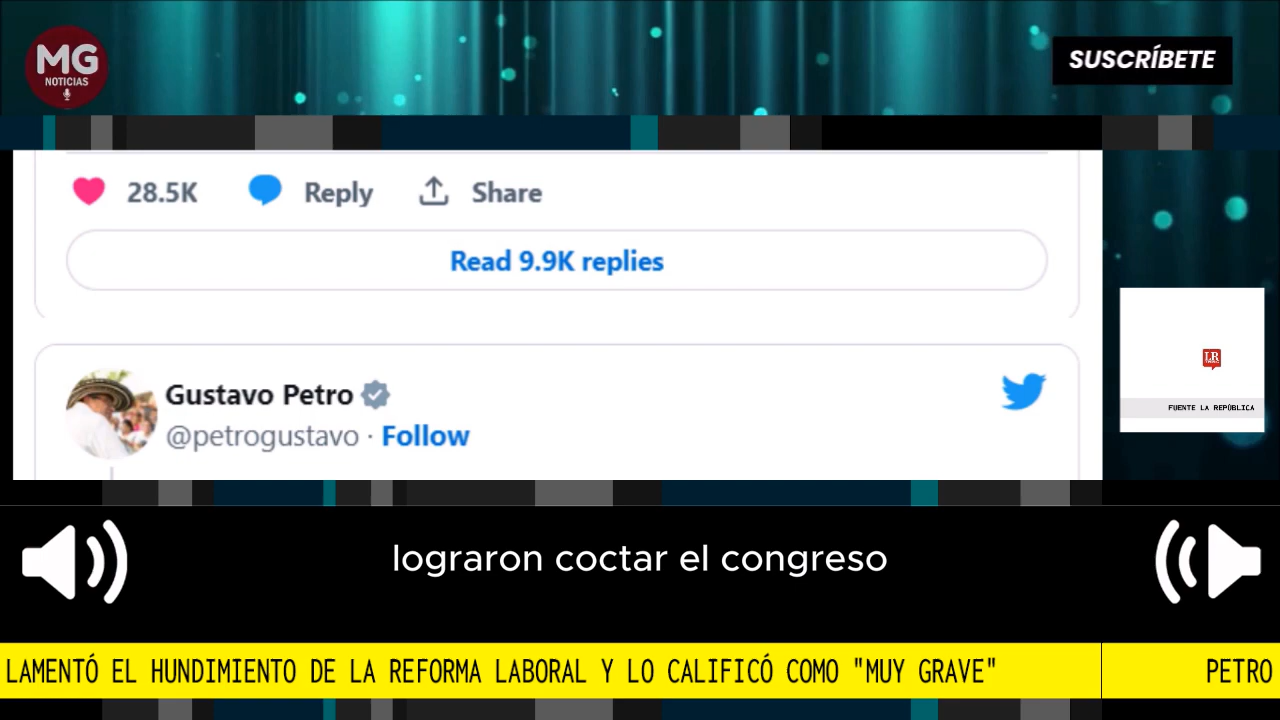 MG
NOTICIAS
SUSCRÍBETE
28.5K Reply Share
Read 9.9K replies
Gustavo Petro
@petrogustavo · Follow
LR
FUENTE LA REPÚBLICA
lograron coctar el congreso
LAMENTÓ EL HUNDIMIENTO DE LA REFORMA LABORAL Y LO CALIFICÓ COMO "MUY GRAVE" PETRO